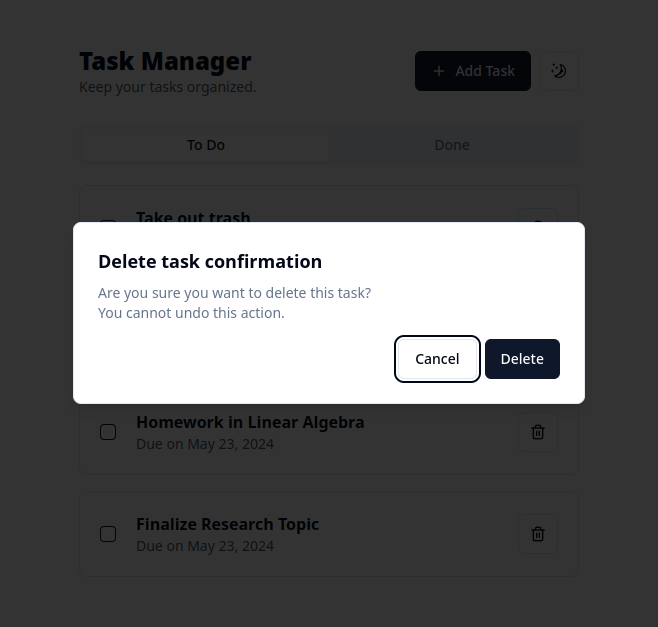 Task Manager
Keep your tasks organized.
Add Task
To Do
Done
Take out trash
Delete task confirmation
Are you sure you want to delete this task?
You cannot undo this action.
Cancel
Delete
Homework in Linear Algebra
Due on May 23, 2024
Finalize Research Topic
Due on May 23, 2024